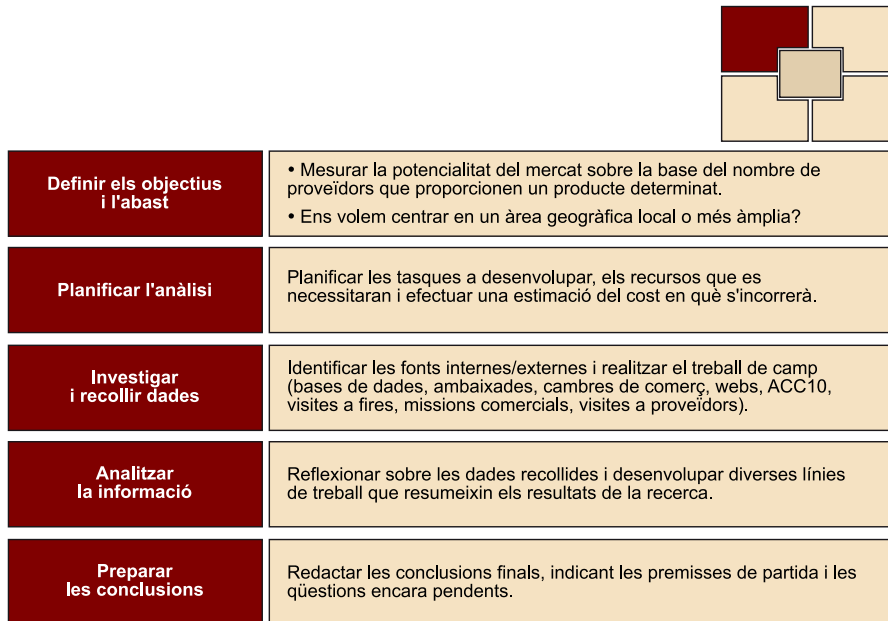 Definir els objectius
i l'abast
• Mesurar la potencialitat del mercat sobre la base del nombre de
proveïdors que proporcionen un producte determinat.
• Ens volem centrar en un àrea geogràfica local o més àmplia?
Planificar l'anàlisi
Planificar les tasques a desenvolupar, els recursos que es
necessitaran i efectuar una estimació del cost en què s'incorrerà.
Investigar
i recollir dades
Identificar les fonts internes/externes i realitzar el treball de camp
(bases de dades, ambaixades, cambres de comerç, webs, ACC10,
visites a fires, missions comercials, visites a proveïdors).
Analitzar
la informació
Reflexionar sobre les dades recollides i desenvolupar diverses línies
de treball que resumeixin els resultats de la recerca.
Preparar
les conclusions
Redactar les conclusions finals, indicant les premisses de partida i les
qüestions encara pendents.